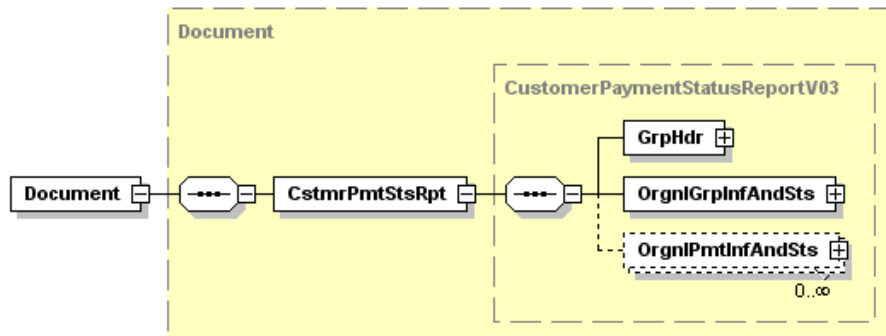 Document
CustomerPaymentStatusReportV03
GrpHdr
Document
CstmrPmtStsRpt
OrgnlGrpInfAndSts
OrgnlPmtInfAndSts
0..∞